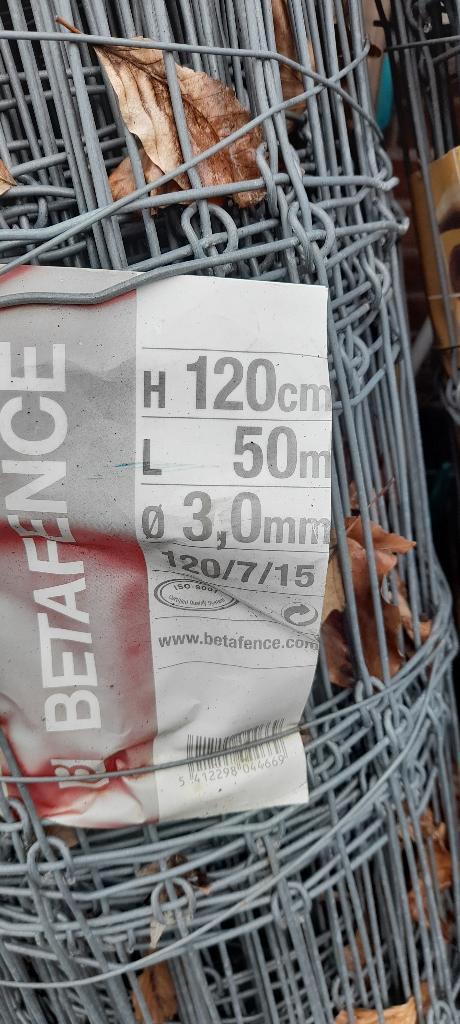 BETAFENCE
H 120cm
L 50m
Ø 3,0mm
120/7/15
ISO 9001
www.betafence.com
5 412298 044669